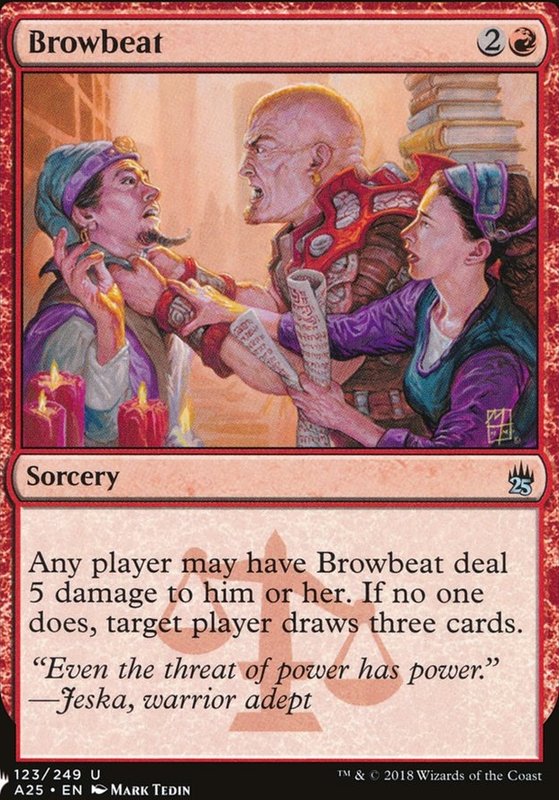 Browbeat 2
Sorcery 25
Any player may have Browbeat deal
5 damage to him or her. If no one
does, target player draws three cards.
“Even the threat of power has power.”
—Jeska, warrior adept
123/249 U
A25 • EN Mark Tedin
™ & © 2018 Wizards of the Coast